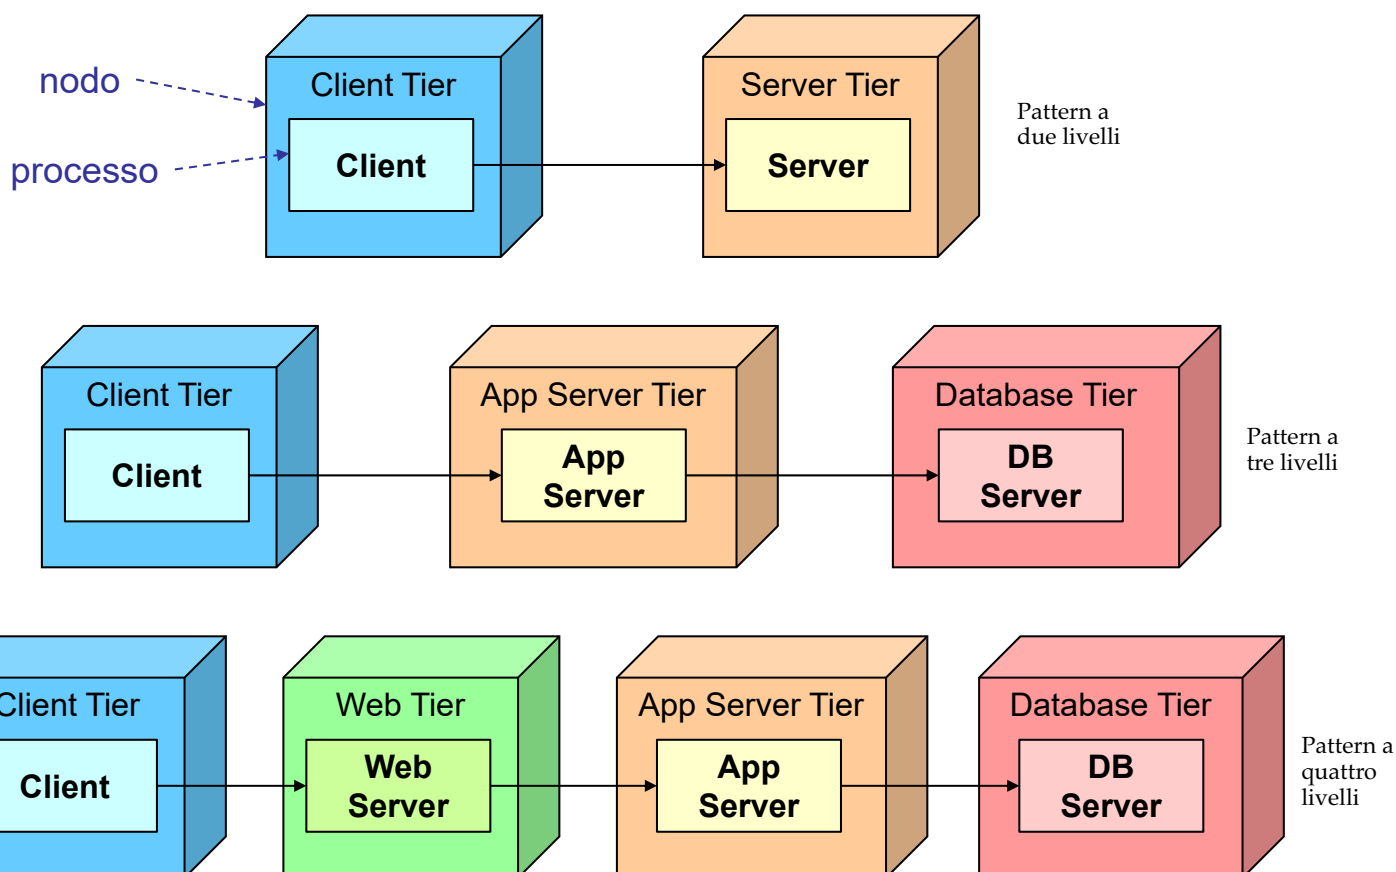 nodo
processo
Client Tier
Client
Server Tier
Server
Pattern a
due livelli
Client Tier
Client
App Server Tier
App
Server
Database Tier
DB
Server
Pattern a
tre livelli
Client Tier
Client
Web Tier
Web
Server
App Server Tier
App
Server
Database Tier
DB
Server
Pattern a
quattro
livelli